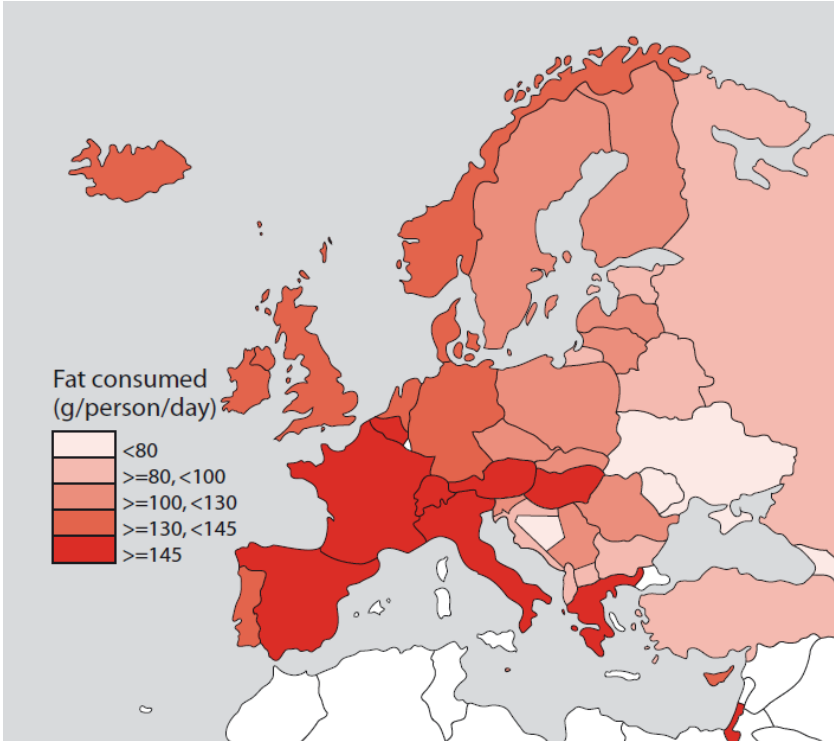 Fat consumed
(g/person/day)
<80
>=80,<100
>=100,<130
>=130,<145
>=145